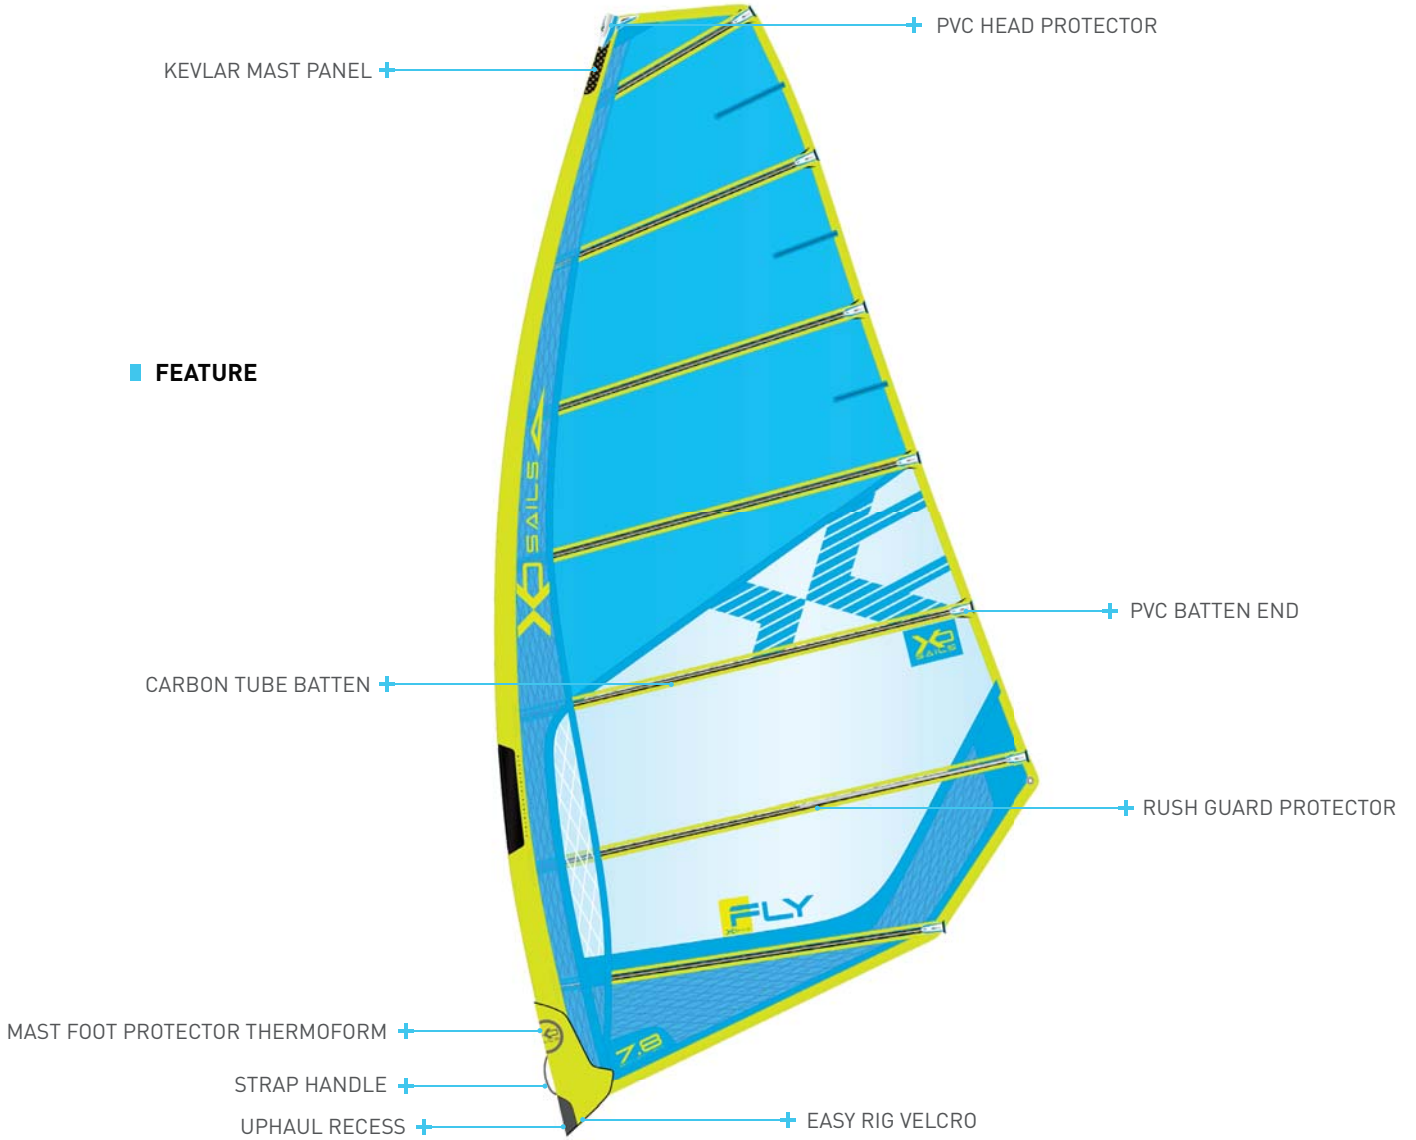 PVC HEAD PROTECTOR
KEVLAR MAST PANEL
FEATURE
XO SAILS
PVC BATTEN END
XO
SAILS
CARBON TUBE BATTEN
RUSH GUARD PROTECTOR
FLY
MAST FOOT PROTECTOR THERMOFORM
7.8
STRAP HANDLE
UPHAUL RECESS
EASY RIG VELCRO